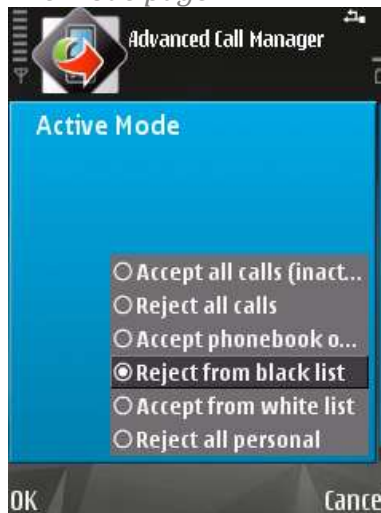 Advanced Call Manager
Active Mode
Accept all calls (inact...
Reject all calls
Accept phonebook o...
Reject from black list
Accept from white list
Reject all personal
OK Cance